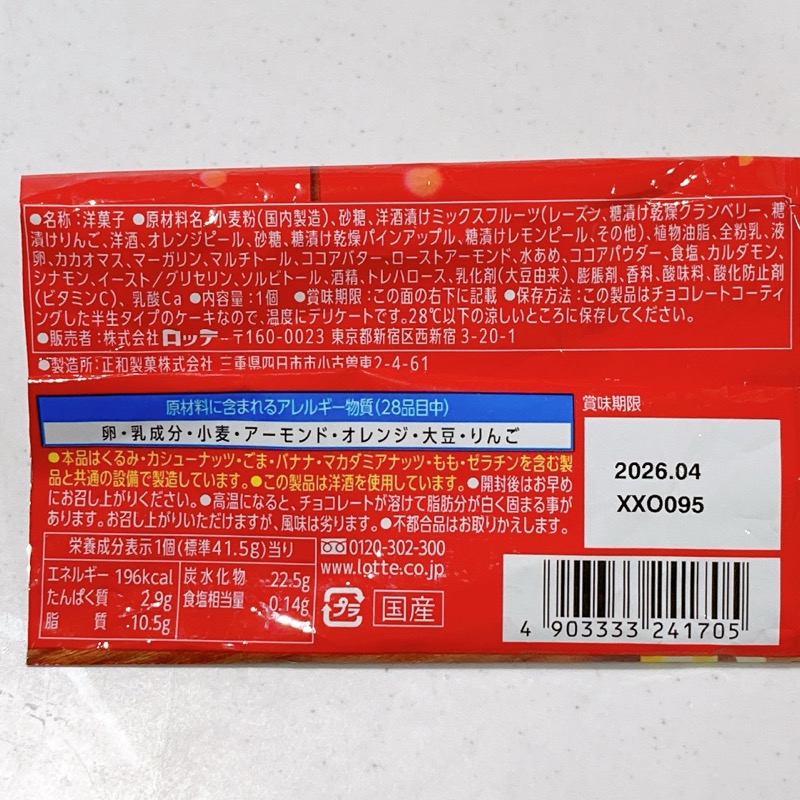 ●名称：洋菓子 ●原材料名：小麦粉(国内製造)、砂糖、洋酒漬けミックスフルーツ(レーズン、糖漬け乾燥クランベリー、糖
漬けりんご、洋酒、オレンジピール、砂糖、糖漬け乾燥パインアップル、糖漬けレモンピール、その他)、植物油脂、全粉乳、液
卵、カカオマス、マーガリン、マルチトール、ココアバター、ローストアーモンド、水あめ、ココアパウダー、食塩、カルダモン、
シナモン、イースト/グリセリン、ソルビトール、酒精、トレハロース、乳化剤(大豆由来)、膨脹剤、香料、酸味料、酸化防止剤
(ビタミンC)、乳酸Ca ●内容量：1個 ●賞味期限：この面の右下に記載 ●保存方法：この製品はチョコレートコーティ
ングした半生タイプのケーキなので、温度にデリケートです。28℃以下の涼しいところに保存してください。
●販売者：株式会社 ロッテ 〒160-0023 東京都新宿区西新宿 3-20-1
●製造所：正和製菓株式会社 三重県四日市市小古曽東2-4-61
原材料に含まれるアレルギー物質(28品目中)
卵・乳成分・小麦・アーモンド・オレンジ・大豆・りんご
●本品はくるみ・カシューナッツ・ごま・バナナ・マカダミアナッツ・もも・ゼラチンを含む製
品と共通の設備で製造しています。●この製品は洋酒を使用しています。●開封後はお早め
にお召し上がりください。●高温になると、チョコレートが溶けて脂肪分が白く固まる事が
あります。お召し上がりいただけますが、風味は劣ります。●不都合品はお取りかえします。
賞味期限
2026.04
XXO095
栄養成分表示1個(標準41.5g)当り
エネルギー 196kcal 炭水化物 22.5g
たんぱく質 2.9g 食塩相当量 0.14g
脂質 10.5g
0120-302-300
www.lotte.co.jp
プラ 国産
4 903333 241705